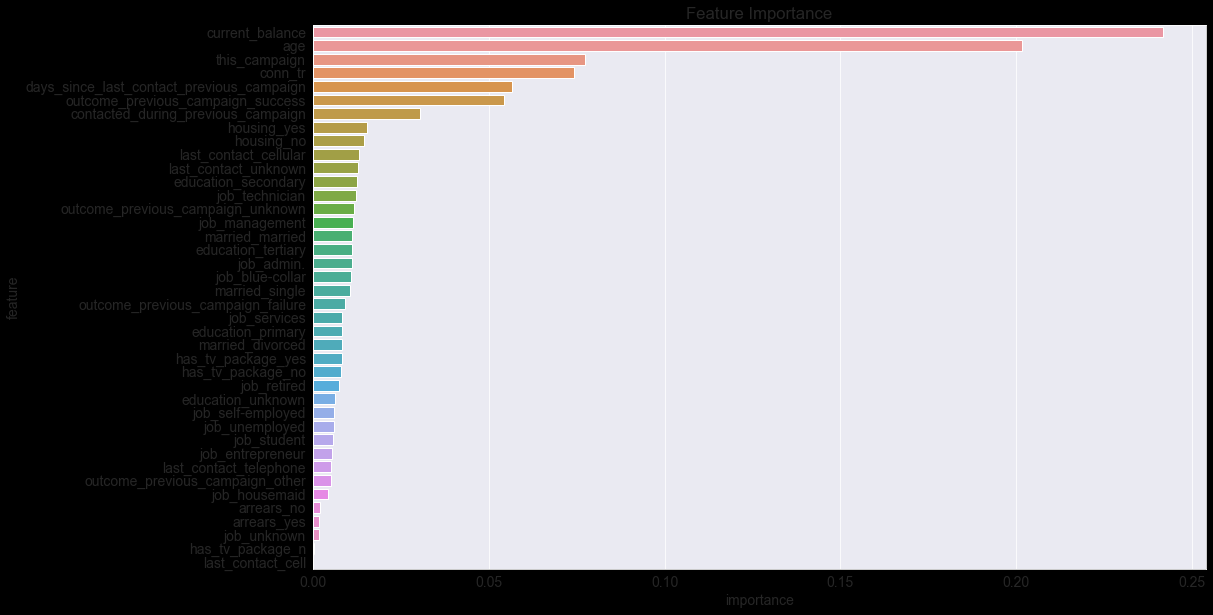 Feature Importance
current_balance
age
this_campaign
conn_tr
days_since_last_contact_previous_campaign
outcome_previous_campaign_success
contacted_during_previous_campaign
housing_yes
housing_no
last_contact_cellular
last_contact_unknown
education_secondary
job_technician
outcome_previous_campaign_unknown
job_management
married_married
education_tertiary
job_admin.
job_blue-collar
married_single
outcome_previous_campaign_failure
job_services
education_primary
married_divorced
has_tv_package_yes
has_tv_package_no
job_retired
education_unknown
job_self-employed
job_unemployed
job_student
job_entrepreneur
last_contact_telephone
outcome_previous_campaign_other
job_housemaid
arrears_no
arrears_yes
job_unknown
has_tv_package_n
last_contact_cell
feature
0.00 0.05 0.10 0.15 0.20 0.25
importance